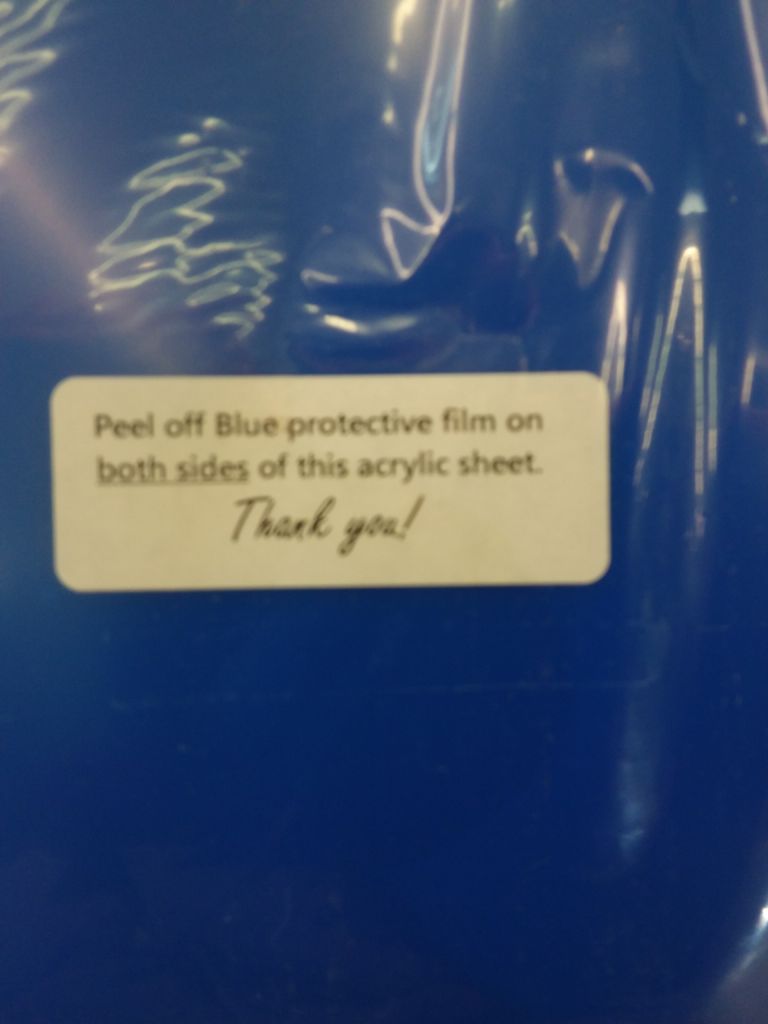 Peel off Blue protective film on
both sides of this acrylic sheet.
Thank you!